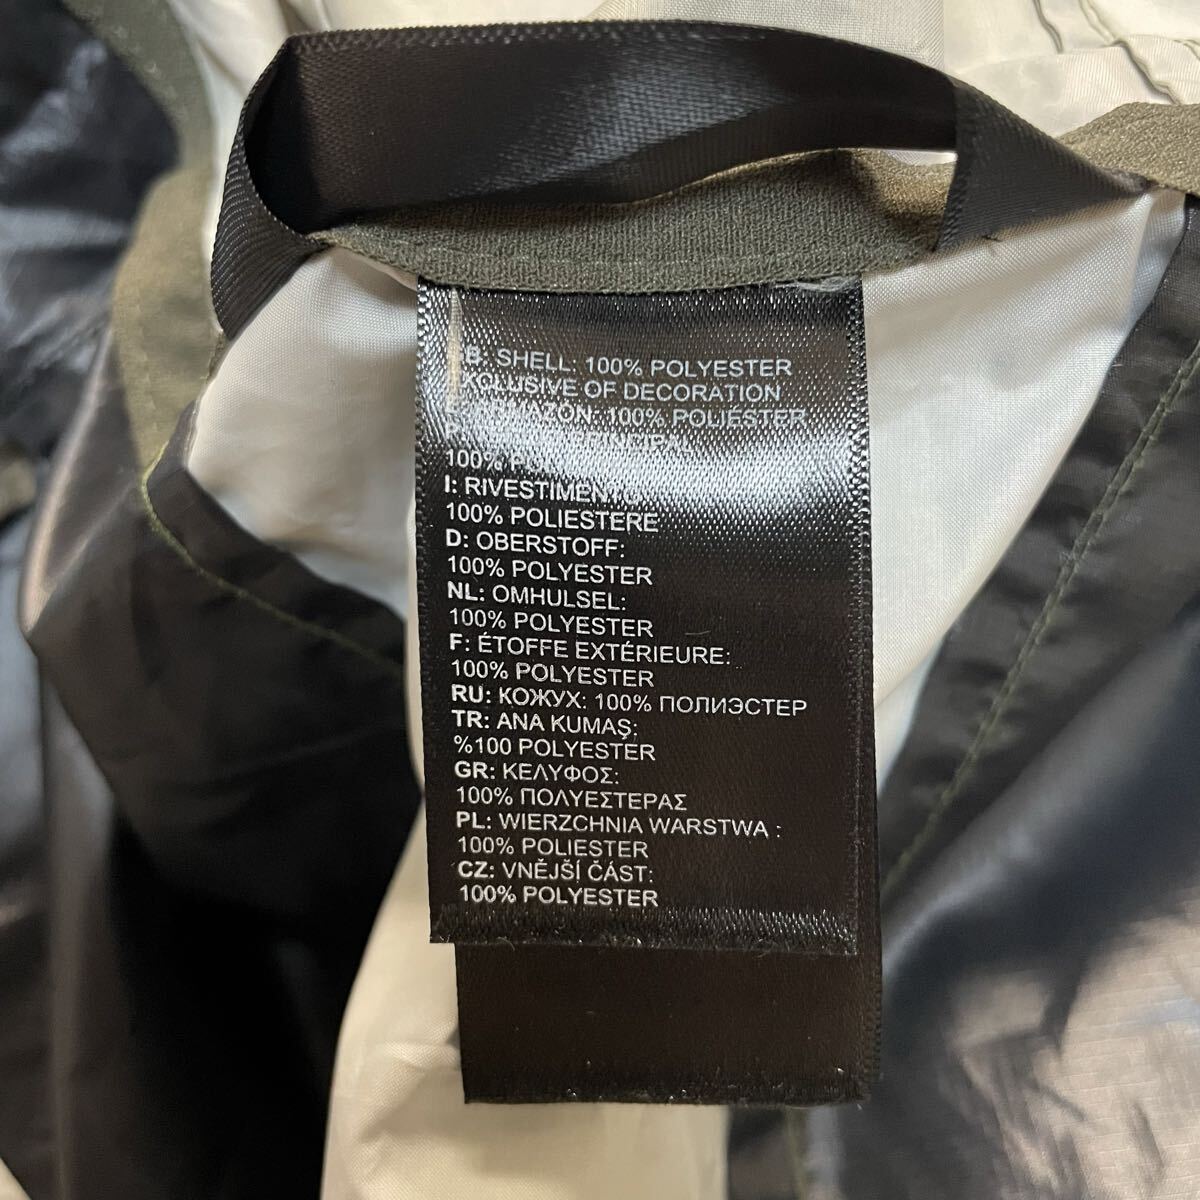 B: SHELL: 100% POLYESTER
EXCLUSIVE OF DECORATION
100% POLIÉSTER
100%
I: RIVESTIMENTO
100% POLIESTERE
D: OBERSTOFF:
100% POLYESTER
NL: OMHULSEL:
100% POLYESTER
F: ÉTOFFE EXTÉRIEURE:
100% POLYESTER
RU: КОЖУХ: 100% ПОЛИЭСТЕР
TR: ANA KUMAŞ:
%100 POLYESTER
GR: ΚΕΛΥΦΟΣ:
100% ΠΟΛΥΕΣΤΕΡΑΣ
PL: WIERZCHNIA WARSTWA :
100% POLIESTER
CZ: VNĚJŠÍ ČÁST:
100% POLYESTER